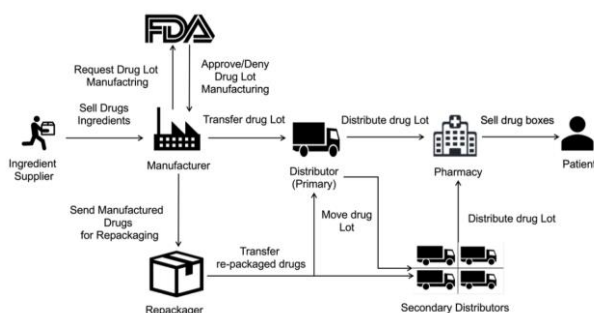 FDA
Request Drug Lot
Manufactring
Approve/Deny
Drug Lot
Manufacturing
Sell Drugs
Ingredients
Transfer drug Lot
Distribute drug Lot
Sell drug boxes
Ingredient
Supplier
Manufacturer
Distributor
(Primary)
Pharmacy
Patient
Send Manufactured
Drugs
for Repackaging
Move drug
Lot
Distribute drug Lot
Transfer
re-packaged drugs
Repackager
Secondary Distributors